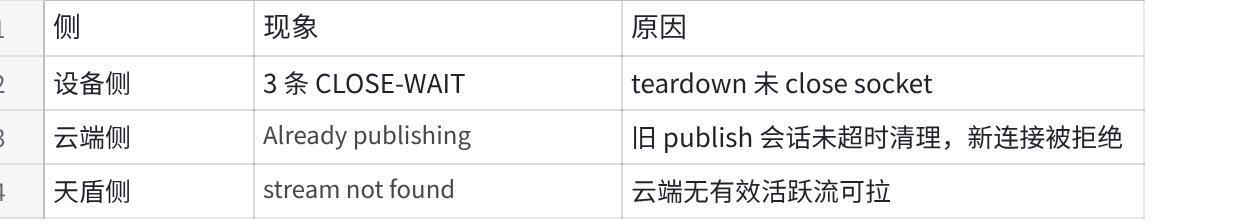 1 侧 现象 原因
2 设备侧 3 条 CLOSE-WAIT teardown 未 close socket
3 云端侧 Already publishing 旧 publish 会话未超时清理，新连接被拒绝
4 天盾侧 stream not found 云端无有效活跃流可拉